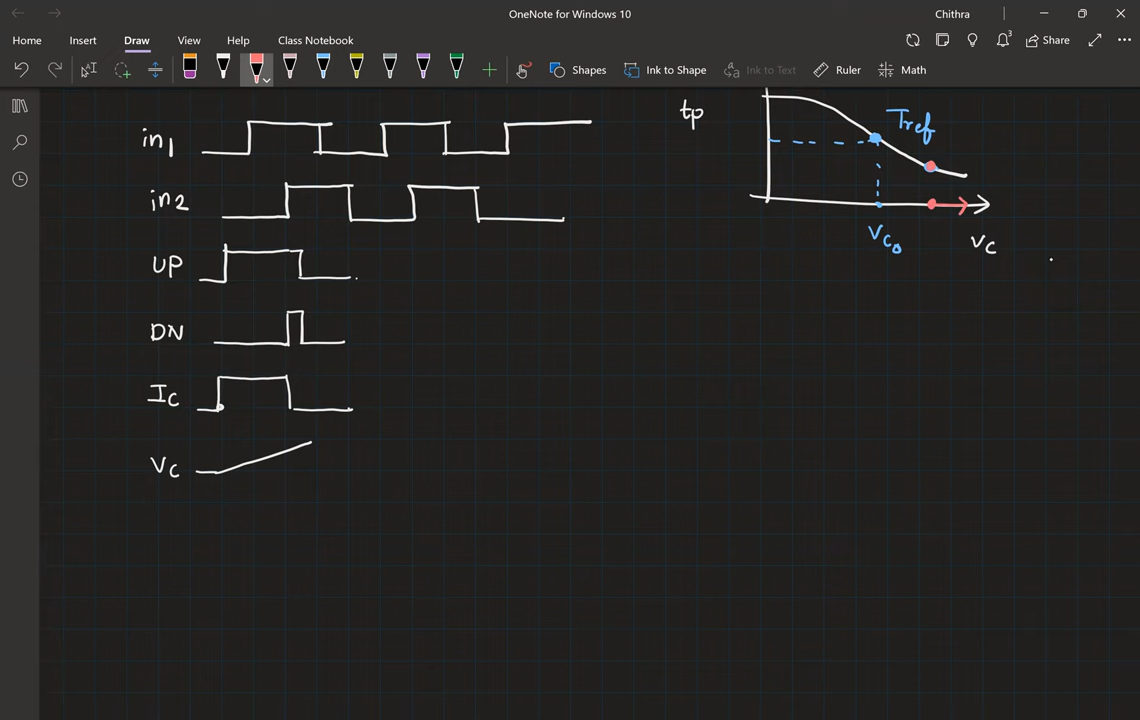 OneNote for Windows 10
Chithra
Home Insert Draw View Help Class Notebook
3 Share
Shapes Ink to Shape Ink to Text Ruler Math
tp
Tref
in1
in2
VC0
VC
UP
DN
IC
VC